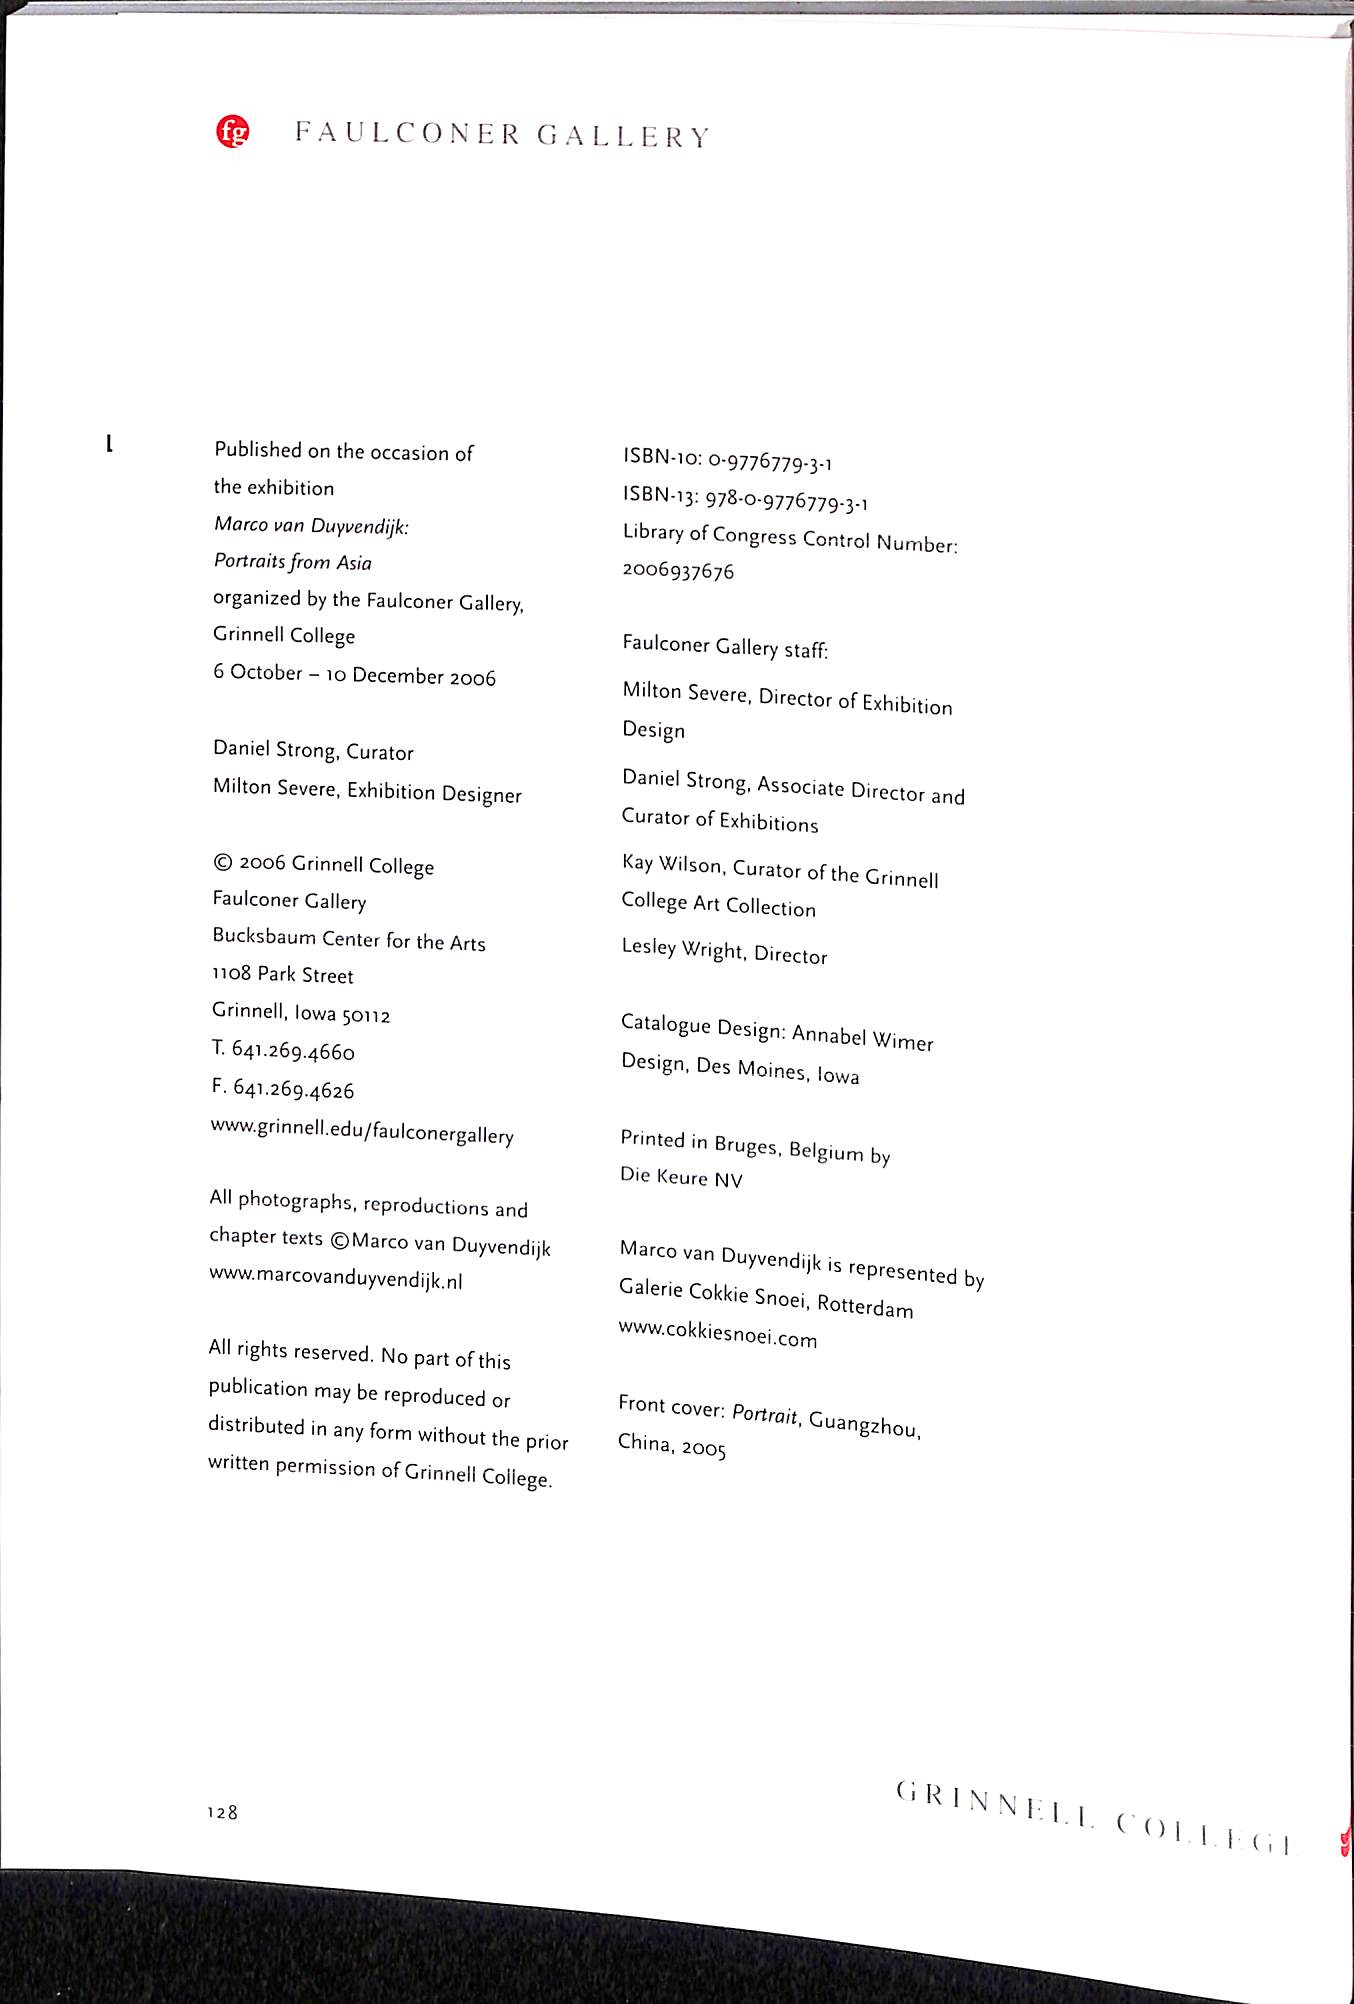 fg FAULCONER GALLERY
l
Published on the occasion of
the exhibition
Marco van Duyvendijk:
Portraits from Asia
organized by the Faulconer Gallery,
Grinnell College
6 October – 10 December 2006
Daniel Strong, Curator
Milton Severe, Exhibition Designer
© 2006 Grinnell College
Faulconer Gallery
Bucksbaum Center for the Arts
1108 Park Street
Grinnell, Iowa 50112
T. 641.269.4660
F. 641.269.4626
www.grinnell.edu/faulconergallery
All photographs, reproductions and
chapter texts ©Marco van Duyvendijk
www.marcovanduyvendijk.nl
All rights reserved. No part of this
publication may be reproduced or
distributed in any form without the prior
written permission of Grinnell College.
ISBN-10: 0-9776779-3-1
ISBN-13: 978-0-9776779-3-1
Library of Congress Control Number:
2006937676
Faulconer Gallery staff:
Milton Severe, Director of Exhibition
Design
Daniel Strong, Associate Director and
Curator of Exhibitions
Kay Wilson, Curator of the Grinnell
College Art Collection
Lesley Wright, Director
Catalogue Design: Annabel Wimer
Design, Des Moines, Iowa
Printed in Bruges, Belgium by
Die Keure NV
Marco van Duyvendijk is represented by
Galerie Cokkie Snoei, Rotterdam
www.cokkiesnoei.com
Front cover: Portrait, Guangzhou,
China, 2005
128
GRINNELL COLLEGE